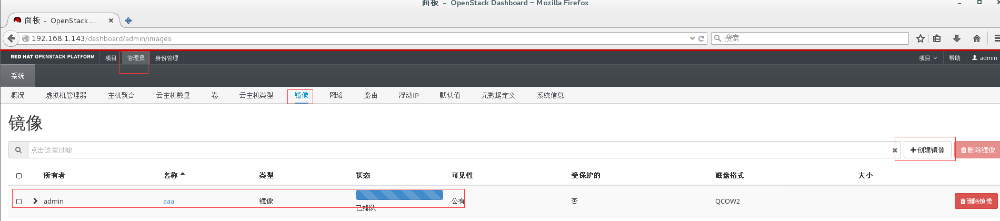 面板 - OpenStack Dashboard - Mozilla Firefox
面板 - OpenStack ...
192.168.1.143/dashboard/admin/images
搜索
RED HAT OPENSTACK PLATFORM 项目 管理员 身份管理 项目 帮助 admin
系统
概况 虚拟机管理器 主机聚合 云主机数量 卷 云主机类型 镜像 网络 路由 浮动IP 默认值 元数据定义 系统信息
镜像
点击这里过滤
创建镜像 删除镜像
所有者 名称 类型 状态 可见性 受保护的 磁盘格式 大小
admin aaa 镜像 已排队 公有 否 QCOW2 删除镜像